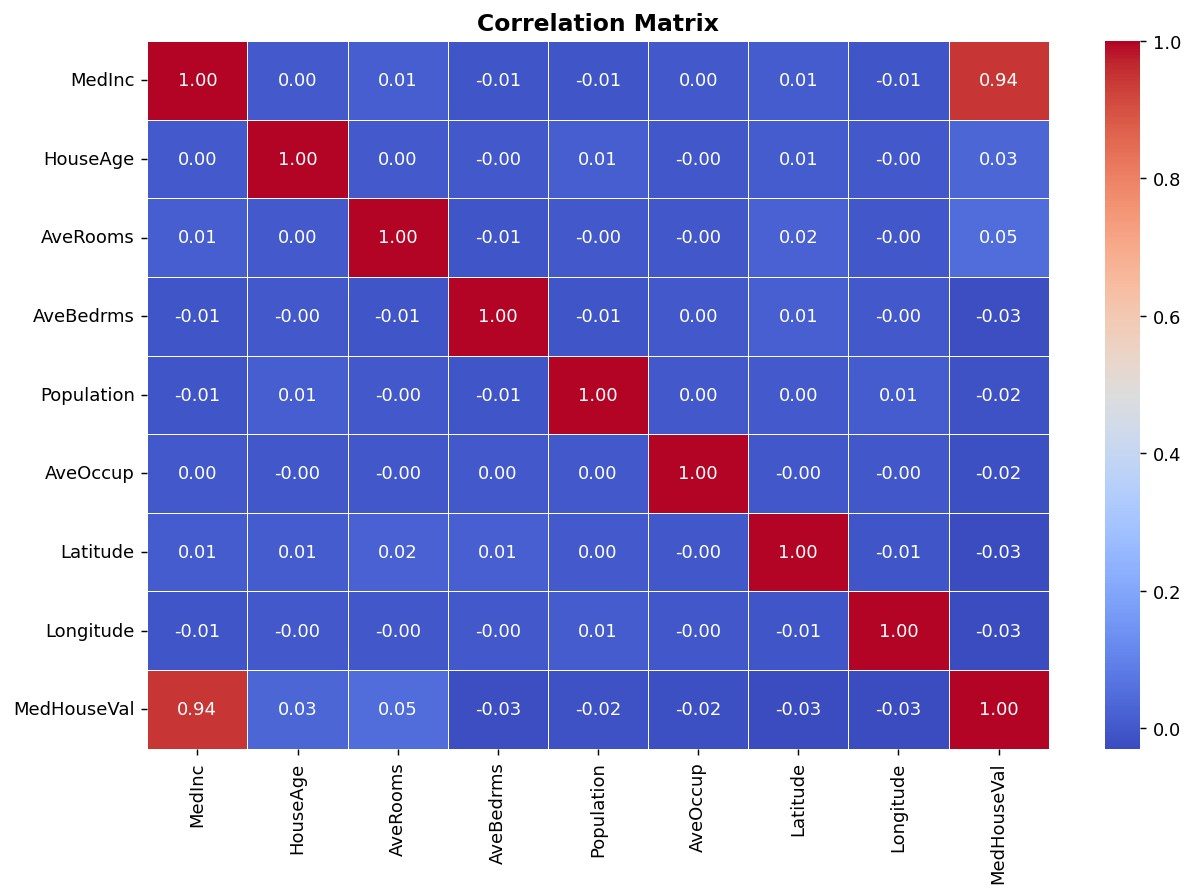 Correlation Matrix
MedInc 1.00 0.00 0.01 -0.01 -0.01 0.00 0.01 -0.01 0.94
HouseAge 0.00 1.00 0.00 -0.00 0.01 -0.00 0.01 -0.00 0.03
AveRooms 0.01 0.00 1.00 -0.01 -0.00 -0.00 0.02 -0.00 0.05
AveBedrms -0.01 -0.00 -0.01 1.00 -0.01 0.00 0.01 -0.00 -0.03
Population -0.01 0.01 -0.00 -0.01 1.00 0.00 0.00 0.01 -0.02
AveOccup 0.00 -0.00 -0.00 0.00 0.00 1.00 -0.00 -0.00 -0.02
Latitude 0.01 0.01 0.02 0.01 0.00 -0.00 1.00 -0.01 -0.03
Longitude -0.01 -0.00 -0.00 -0.00 0.01 -0.00 -0.01 1.00 -0.03
MedHouseVal 0.94 0.03 0.05 -0.03 -0.02 -0.02 -0.03 -0.03 1.00
MedInc HouseAge AveRooms AveBedrms Population AveOccup Latitude Longitude MedHouseVal
1.0
0.8
0.6
0.4
0.2
0.0